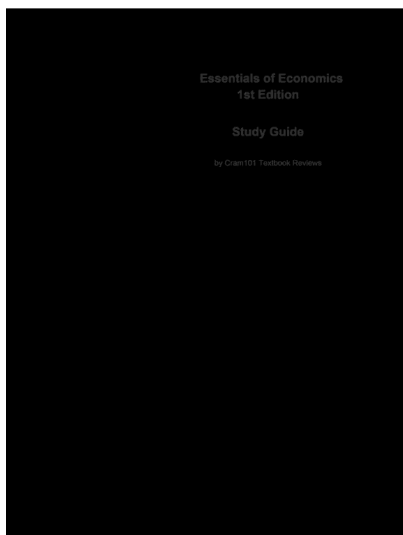 Essentials of Economics
1st Edition
Study Guide
by Cram101 Textbook Reviews